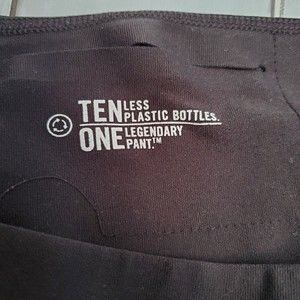 TEN LESS PLASTIC BOTTLES.
ONE LEGENDARY PANT.™